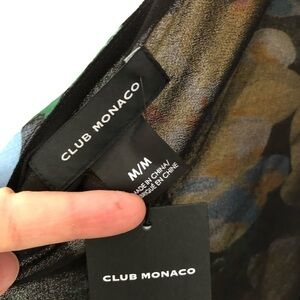 CLUB MONACO
M/M
MADE IN CHINA/
FABRIQUÉ EN CHINE
CLUB MONACO